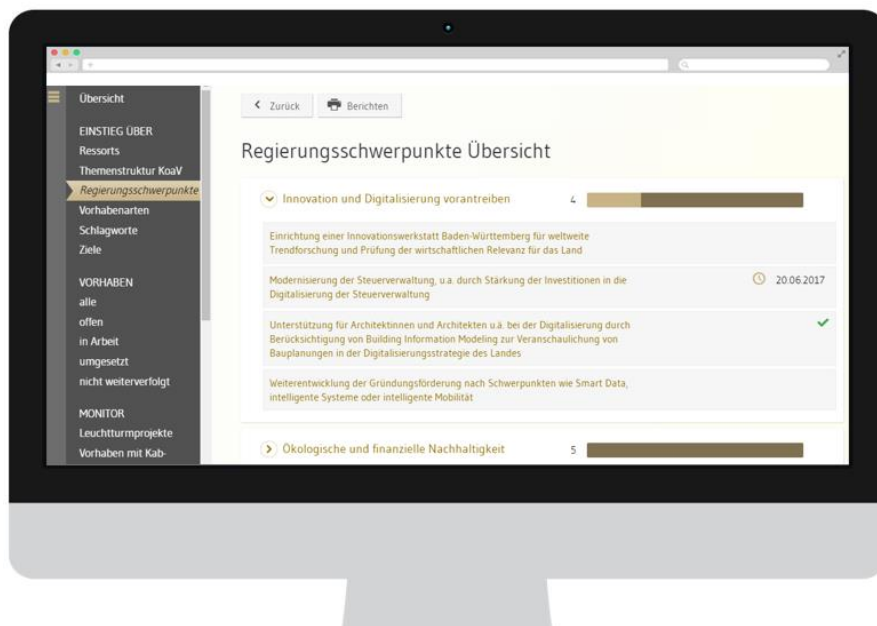 Übersicht
EINSTIEG ÜBER
Ressorts
Themenstruktur KoaV
Regierungsschwerpunkte
Vorhabenarten
Schlagworte
Ziele
VORHABEN
alle
offen
in Arbeit
umgesetzt
nicht weiterverfolgt
MONITOR
Leuchtturmprojekte
Vorhaben mit Kab-
Zurück Berichten
Regierungsschwerpunkte Übersicht
Innovation und Digitalisierung vorantreiben 4
Einrichtung einer Innovationswerkstatt Baden-Württemberg für weltweite
Trendforschung und Prüfung der wirtschaftlichen Relevanz für das Land
Modernisierung der Steuerverwaltung, u.a. durch Stärkung der Investitionen in die 20.06.2017
Digitalisierung der Steuerverwaltung
Unterstützung für Architektinnen und Architekten u.ä. bei der Digitalisierung durch
Berücksichtigung von Building Information Modeling zur Veranschaulichung von
Bauplanungen in der Digitalisierungsstrategie des Landes
Weiterentwicklung der Gründungsförderung nach Schwerpunkten wie Smart Data,
intelligente Systeme oder intelligente Mobilität
Ökologische und finanzielle Nachhaltigkeit 5